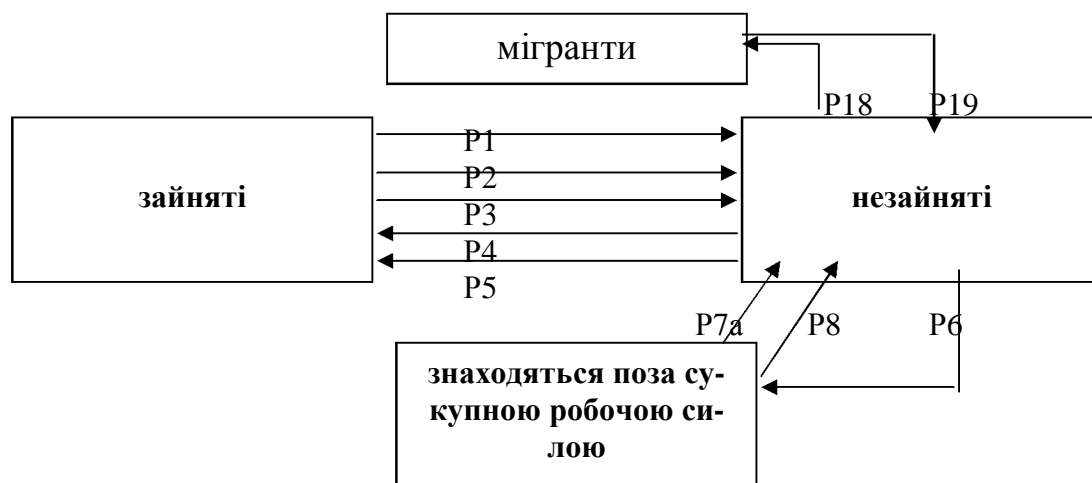 мігранти
P18
P19
P1
P2
зайняті
незайняті
P3
P4
P5
P7а
P8
P6
знаходяться поза су-
купною робочою си-
лою